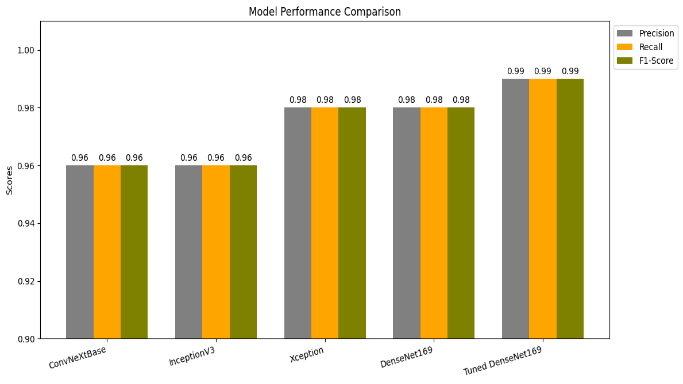 Model Performance Comparison
Precision
Recall
F1-Score
Scores
1.00
0.98
0.96
0.94
0.92
0.90
0.96 0.96 0.96
0.96 0.96 0.96
0.98 0.98 0.98
0.98 0.98 0.98
0.99 0.99 0.99
ConvNeXtBase
InceptionV3
Xception
DenseNet169
Tuned DenseNet169